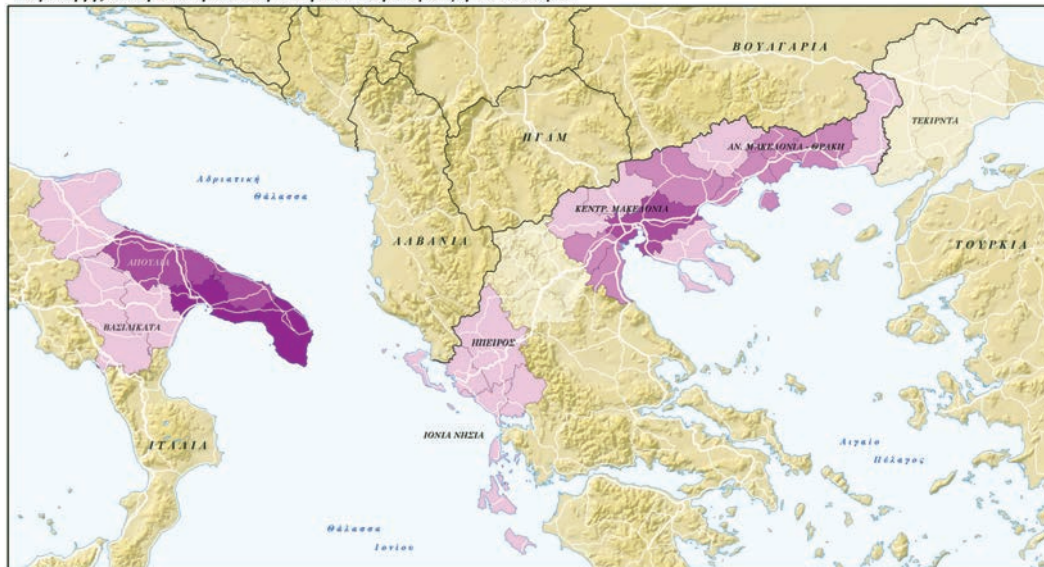 ΒΟΥΛΓΑΡΙΑ
ΤΕΚΙΡΝΤΑ
ΠΓΔΜ
ΑΝ. ΜΑΚΕΔΟΝΙΑ - ΘΡΑΚΗ
Αδριατική
Θάλασσα
ΚΕΝΤΡ. ΜΑΚΕΔΟΝΙΑ
ΑΛΒΑΝΙΑ
ΤΟΥΡΚΙΑ
ΑΠΟΥΛΙΑ
ΒΑΣΙΛΙΚΑΤΑ
ΗΠΕΙΡΟΣ
ΙΟΝΙΑ ΝΗΣΙΑ
ΙΤΑΛΙΑ
Αιγαίο
Πέλαγος
Θάλασσα
Ιονίου